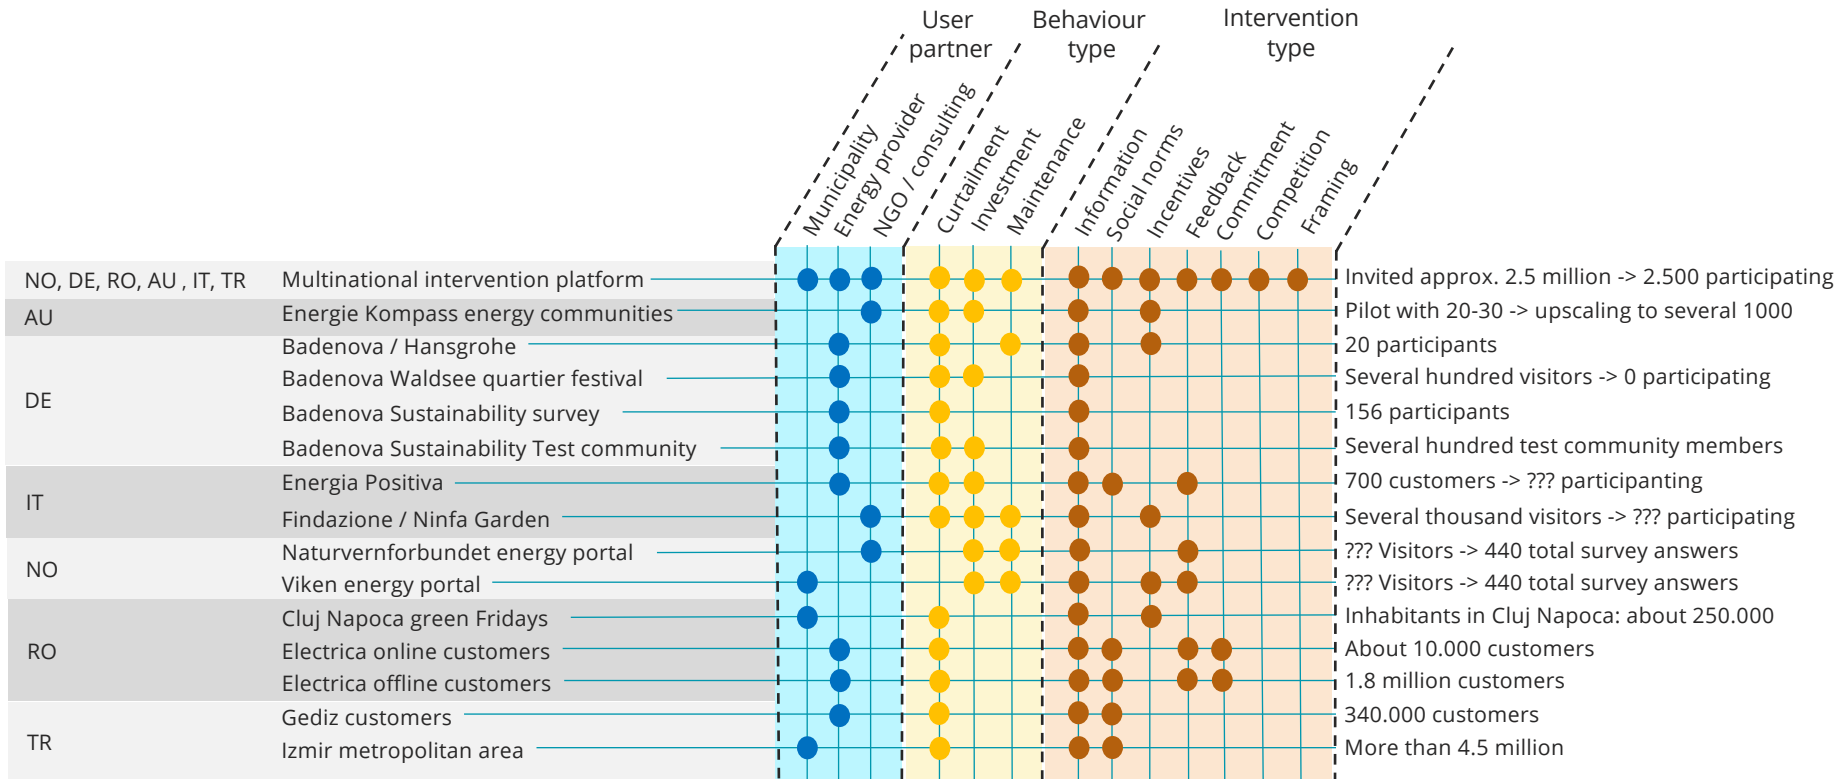 User
partner
Behaviour
type
Intervention
type
Municipality
Energy provider
NGO / consulting
Curtailment
Investment
Maintenance
Information
Social norms
Incentives
Feedback
Commitment
Competition
Framing
NO, DE, RO, AU , IT, TR Multinational intervention platform Invited approx. 2.5 million -> 2.500 participating
AU Energie Kompass energy communities Pilot with 20-30 -> upscaling to several 1000
DE
Badenova / Hansgrohe 20 participants
Badenova Waldsee quartier festival Several hundred visitors -> 0 participating
Badenova Sustainability survey 156 participants
Badenova Sustainability Test community Several hundred test community members
IT
Energia Positiva 700 customers -> ??? participanting
Findazione / Ninfa Garden Several thousand visitors -> ??? participating
NO
Naturvernforbundet energy portal ??? Visitors -> 440 total survey answers
Viken energy portal ??? Visitors -> 440 total survey answers
RO
Cluj Napoca green Fridays Inhabitants in Cluj Napoca: about 250.000
Electrica online customers About 10.000 customers
Electrica offline customers 1.8 million customers
TR
Gediz customers 340.000 customers
Izmir metropolitan area More than 4.5 million